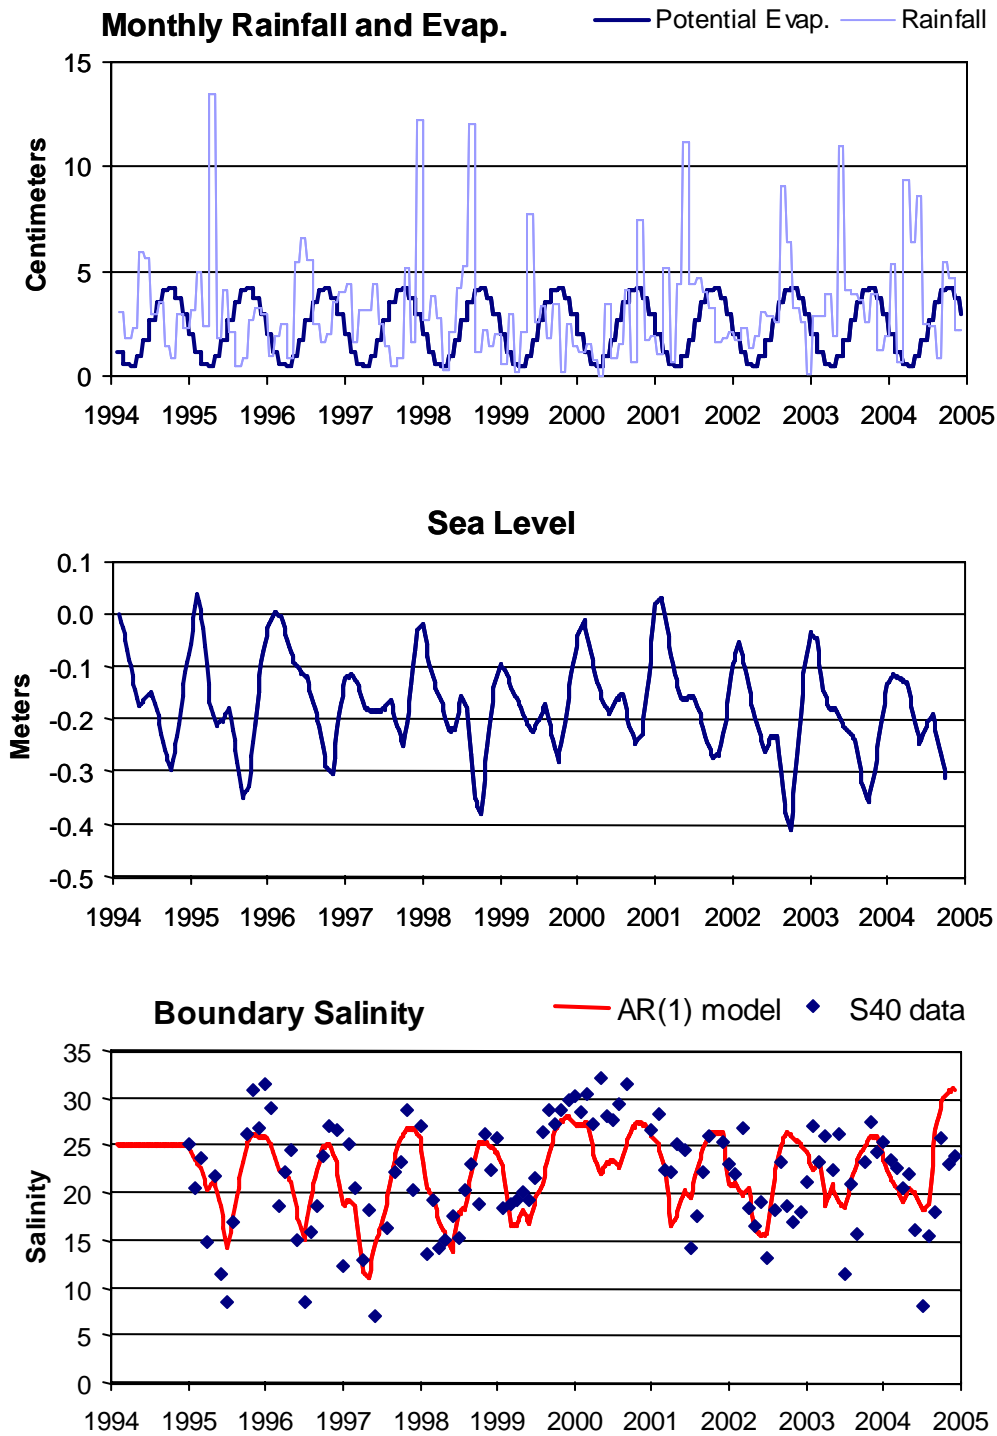 Monthly Rainfall and Evap.
Potential Evap.
Rainfall
15
10
5
0
Centimeters
1994 1995 1996 1997 1998 1999 2000 2001 2002 2003 2004 2005
Sea Level
0.1
0.0
-0.1
-0.2
-0.3
-0.4
-0.5
Meters
1994 1995 1996 1997 1998 1999 2000 2001 2002 2003 2004 2005
Boundary Salinity
AR(1) model
S40 data
35
30
25
20
15
10
5
0
Salinity
1994 1995 1996 1997 1998 1999 2000 2001 2002 2003 2004 2005